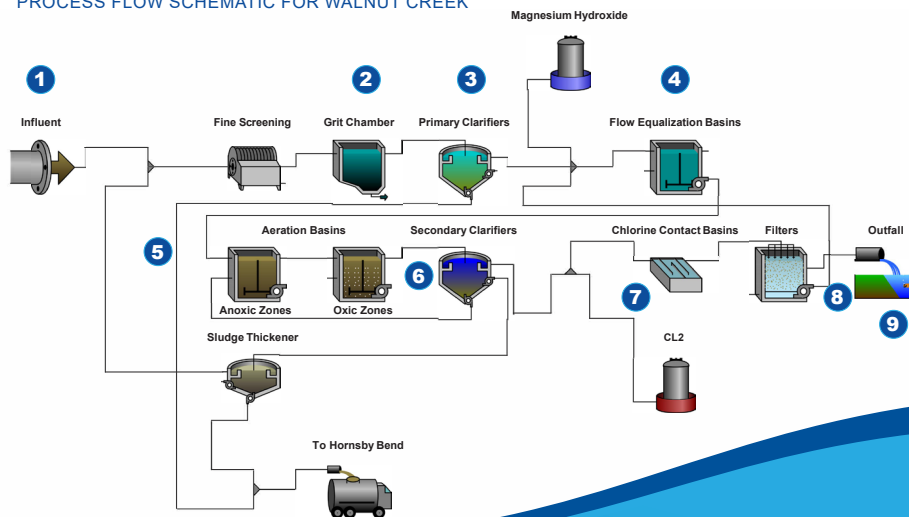 PROCESS FLOW SCHEMATIC FOR WALNUT CREEK
Magnesium Hydroxide
1
2
3
4
Influent
Fine Screening
Grit Chamber
Primary Clarifiers
Flow Equalization Basins
5
Aeration Basins
Secondary Clarifiers
Chlorine Contact Basins
Filters
Outfall
6
7
8
9
Anoxic Zones
Oxic Zones
Sludge Thickener
CL2
To Hornsby Bend